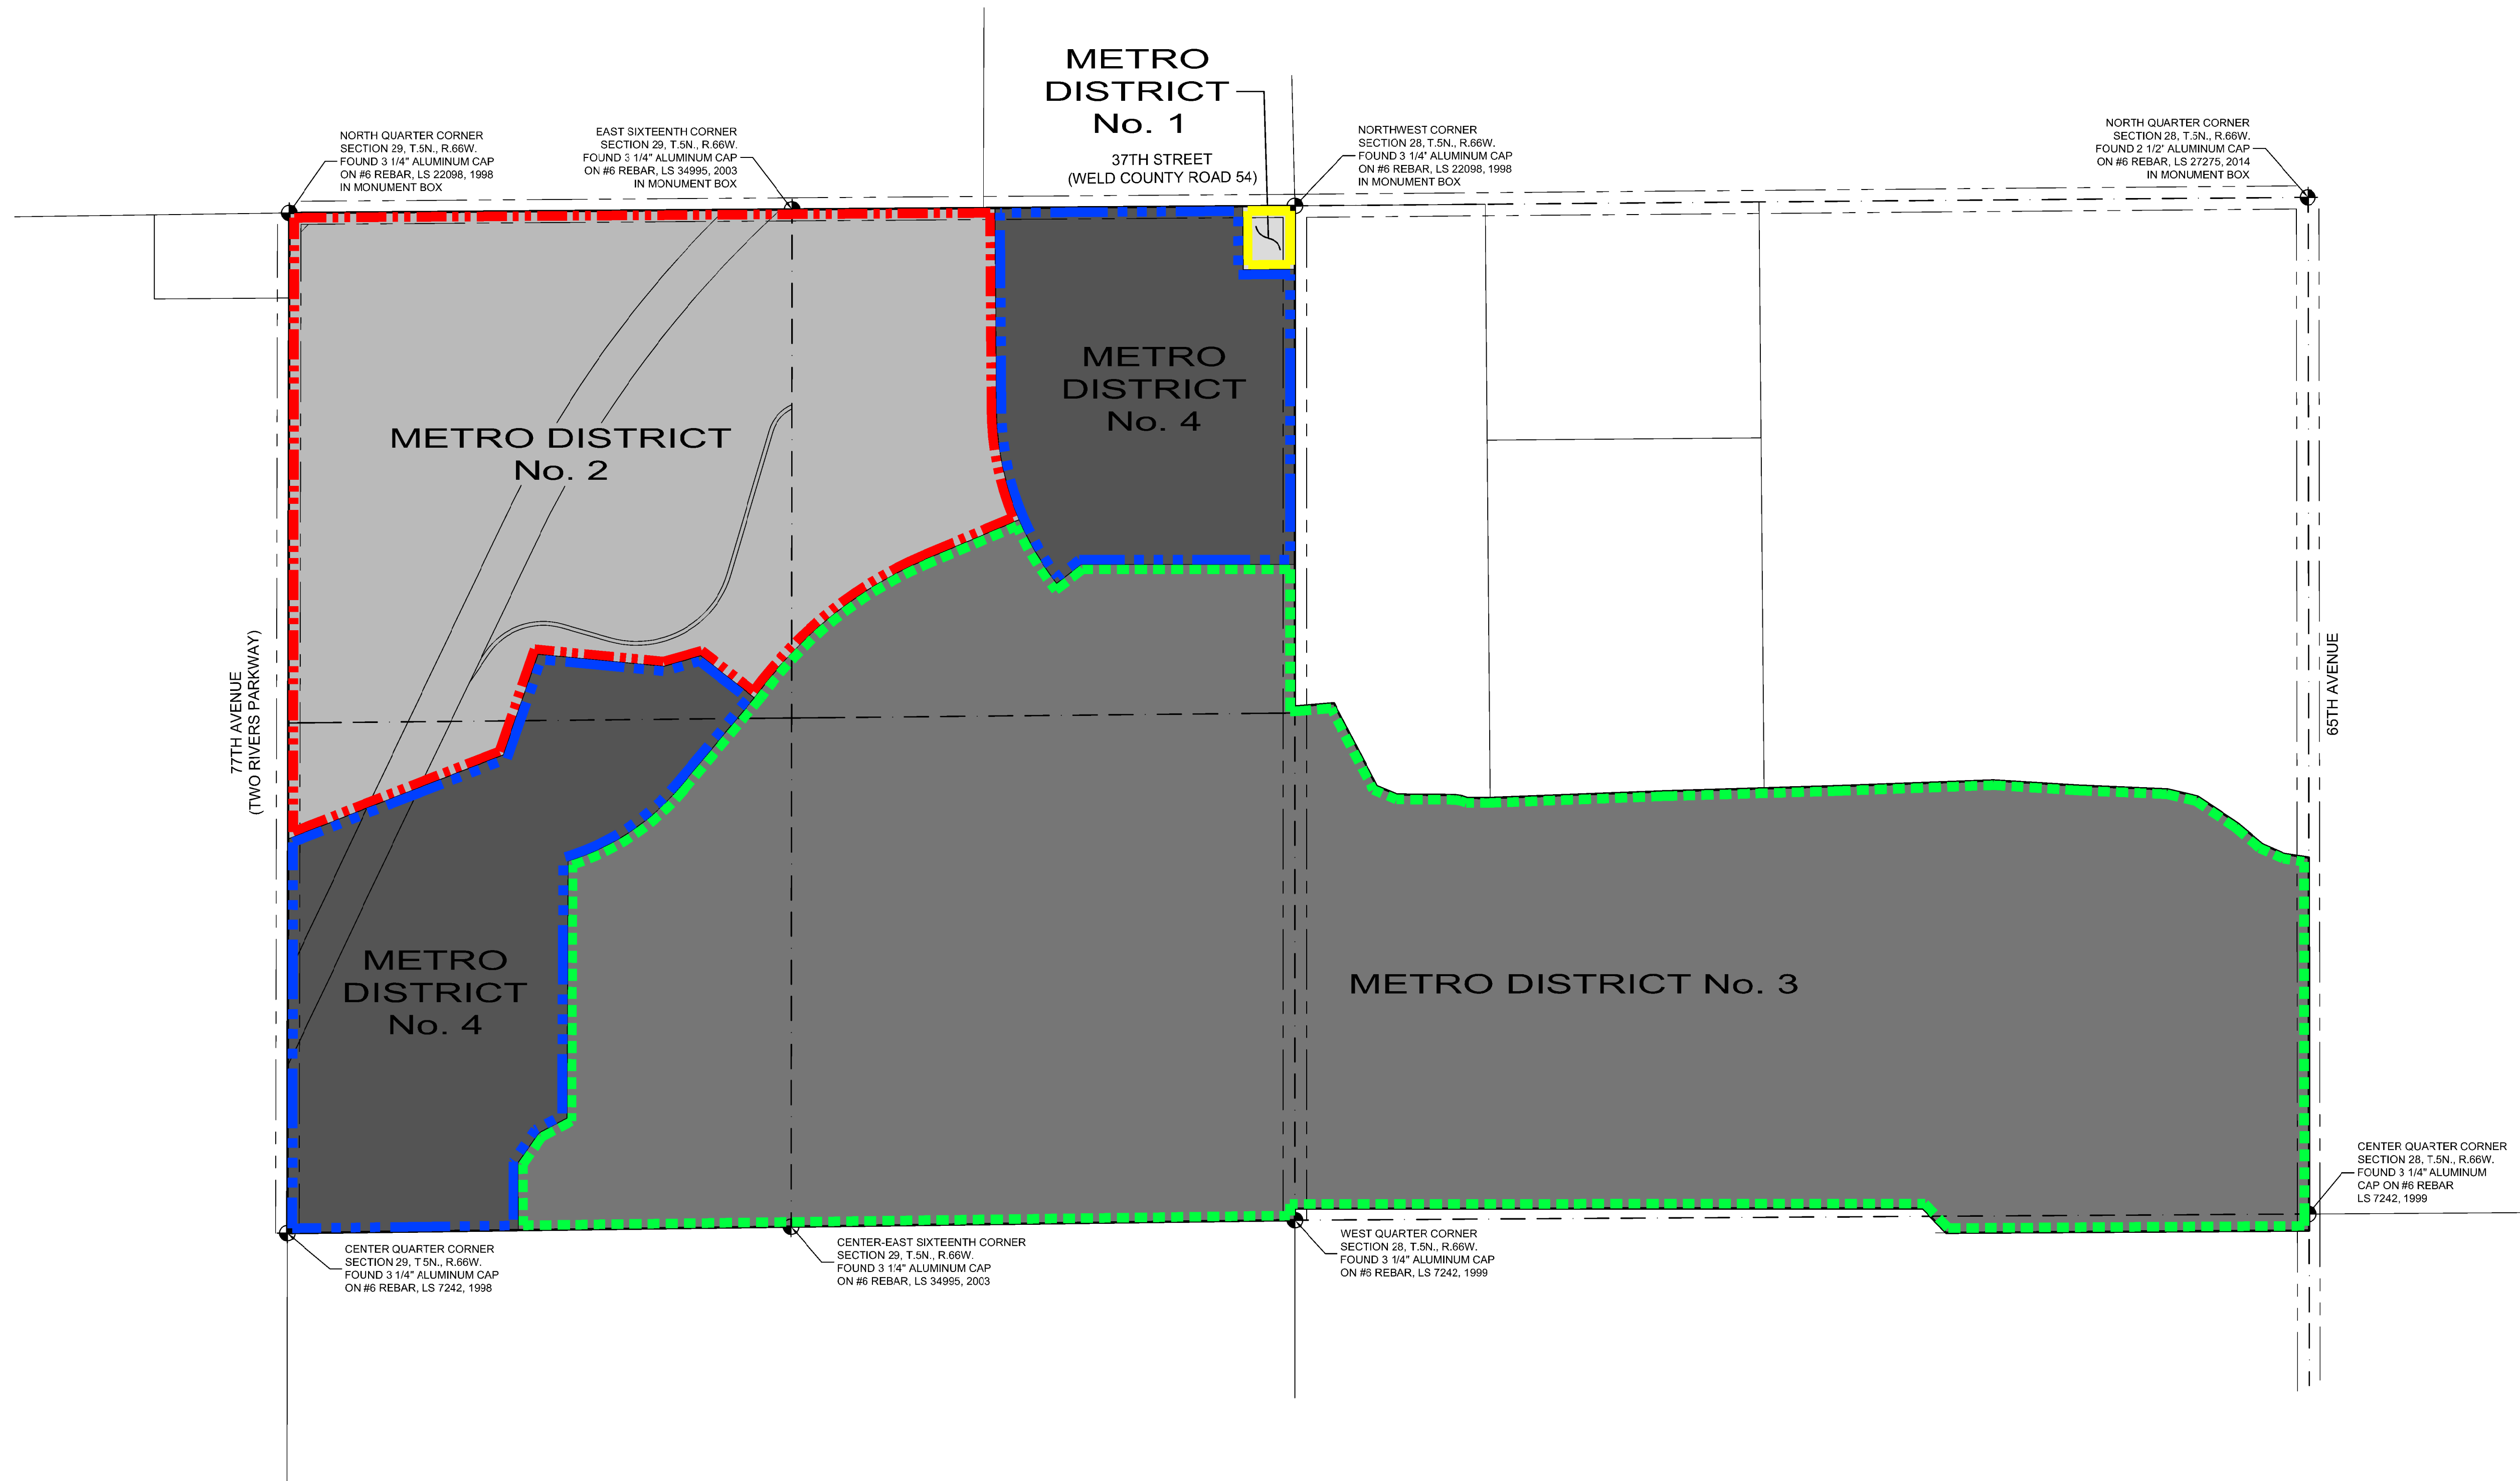 METRO
DISTRICT
No. 1
37TH STREET
(WELD COUNTY ROAD 54)
NORTH QUARTER CORNER
SECTION 29, T.5N., R.66W.
FOUND 3 1/4" ALUMINUM CAP
ON #6 REBAR, LS 22098, 1998
IN MONUMENT BOX
EAST SIXTEENTH CORNER
SECTION 29, T.5N., R.66W.
FOUND 3 1/4" ALUMINUM CAP
ON #6 REBAR, LS 34995, 2003
IN MONUMENT BOX
NORTHWEST CORNER
SECTION 28, T.5N., R.66W.
FOUND 3 1/4" ALUMINUM CAP
ON #6 REBAR, LS 22098, 1998
IN MONUMENT BOX
NORTH QUARTER CORNER
SECTION 28, T.5N., R.66W.
FOUND 2 1/2" ALUMINUM CAP
ON #6 REBAR, LS 27275, 2014
IN MONUMENT BOX
METRO DISTRICT
No. 2
METRO
DISTRICT
No. 4
77TH AVENUE
(TWO RIVERS PARKWAY)
65TH AVENUE
METRO
DISTRICT
No. 4
METRO DISTRICT No. 3
CENTER QUARTER CORNER
SECTION 28, T.5N., R.66W.
FOUND 3 1/4" ALUMINUM
CAP ON #6 REBAR
LS 7242, 1999
CENTER QUARTER CORNER
SECTION 29, T.5N., R.66W.
FOUND 3 1/4" ALUMINUM CAP
ON #6 REBAR, LS 7242, 1998
CENTER-EAST SIXTEENTH CORNER
SECTION 29, T.5N., R.66W.
FOUND 3 1/4" ALUMINUM CAP
ON #6 REBAR, LS 34995, 2003
WEST QUARTER CORNER
SECTION 28, T.5N., R.66W.
FOUND 3 1/4" ALUMINUM CAP
ON #6 REBAR, LS 7242, 1999